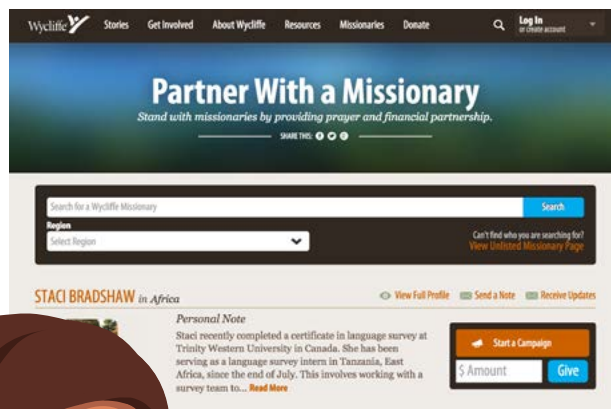 Wycliffe Stories Get Involved About Wycliffe Resources Missionaries Donate Log In
or create account
Partner With a Missionary
Stand with missionaries by providing prayer and financial partnership.
SHARE THIS:
Search for a Wycliffe Missionary Search
Region
Select Region
Can't find who you are searching for?
View Unlisted Missionary Page
STACI BRADSHAW in Africa View Full Profile Send a Note Receive Updates
Personal Note
Staci recently completed a certificate in language survey at
Trinity Western University in Canada. She has been
serving as a language survey intern in Tanzania, East
Africa, since the end of July. This involves working with a
survey team to... Read More
Start a Campaign
$ Amount Give